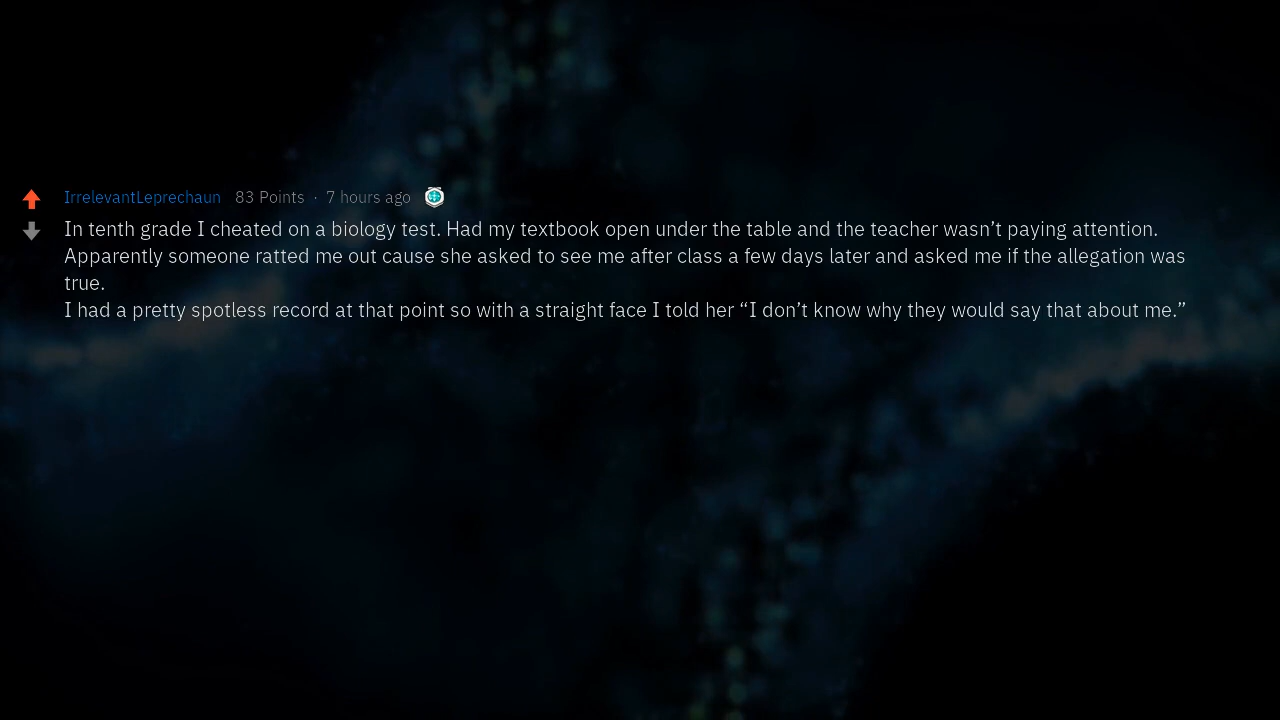 IrrelevantLeprechaun 83 Points · 7 hours ago
In tenth grade I cheated on a biology test. Had my textbook open under the table and the teacher wasn’t paying attention.
Apparently someone ratted me out cause she asked to see me after class a few days later and asked me if the allegation was
true.
I had a pretty spotless record at that point so with a straight face I told her “I don’t know why they would say that about me.”